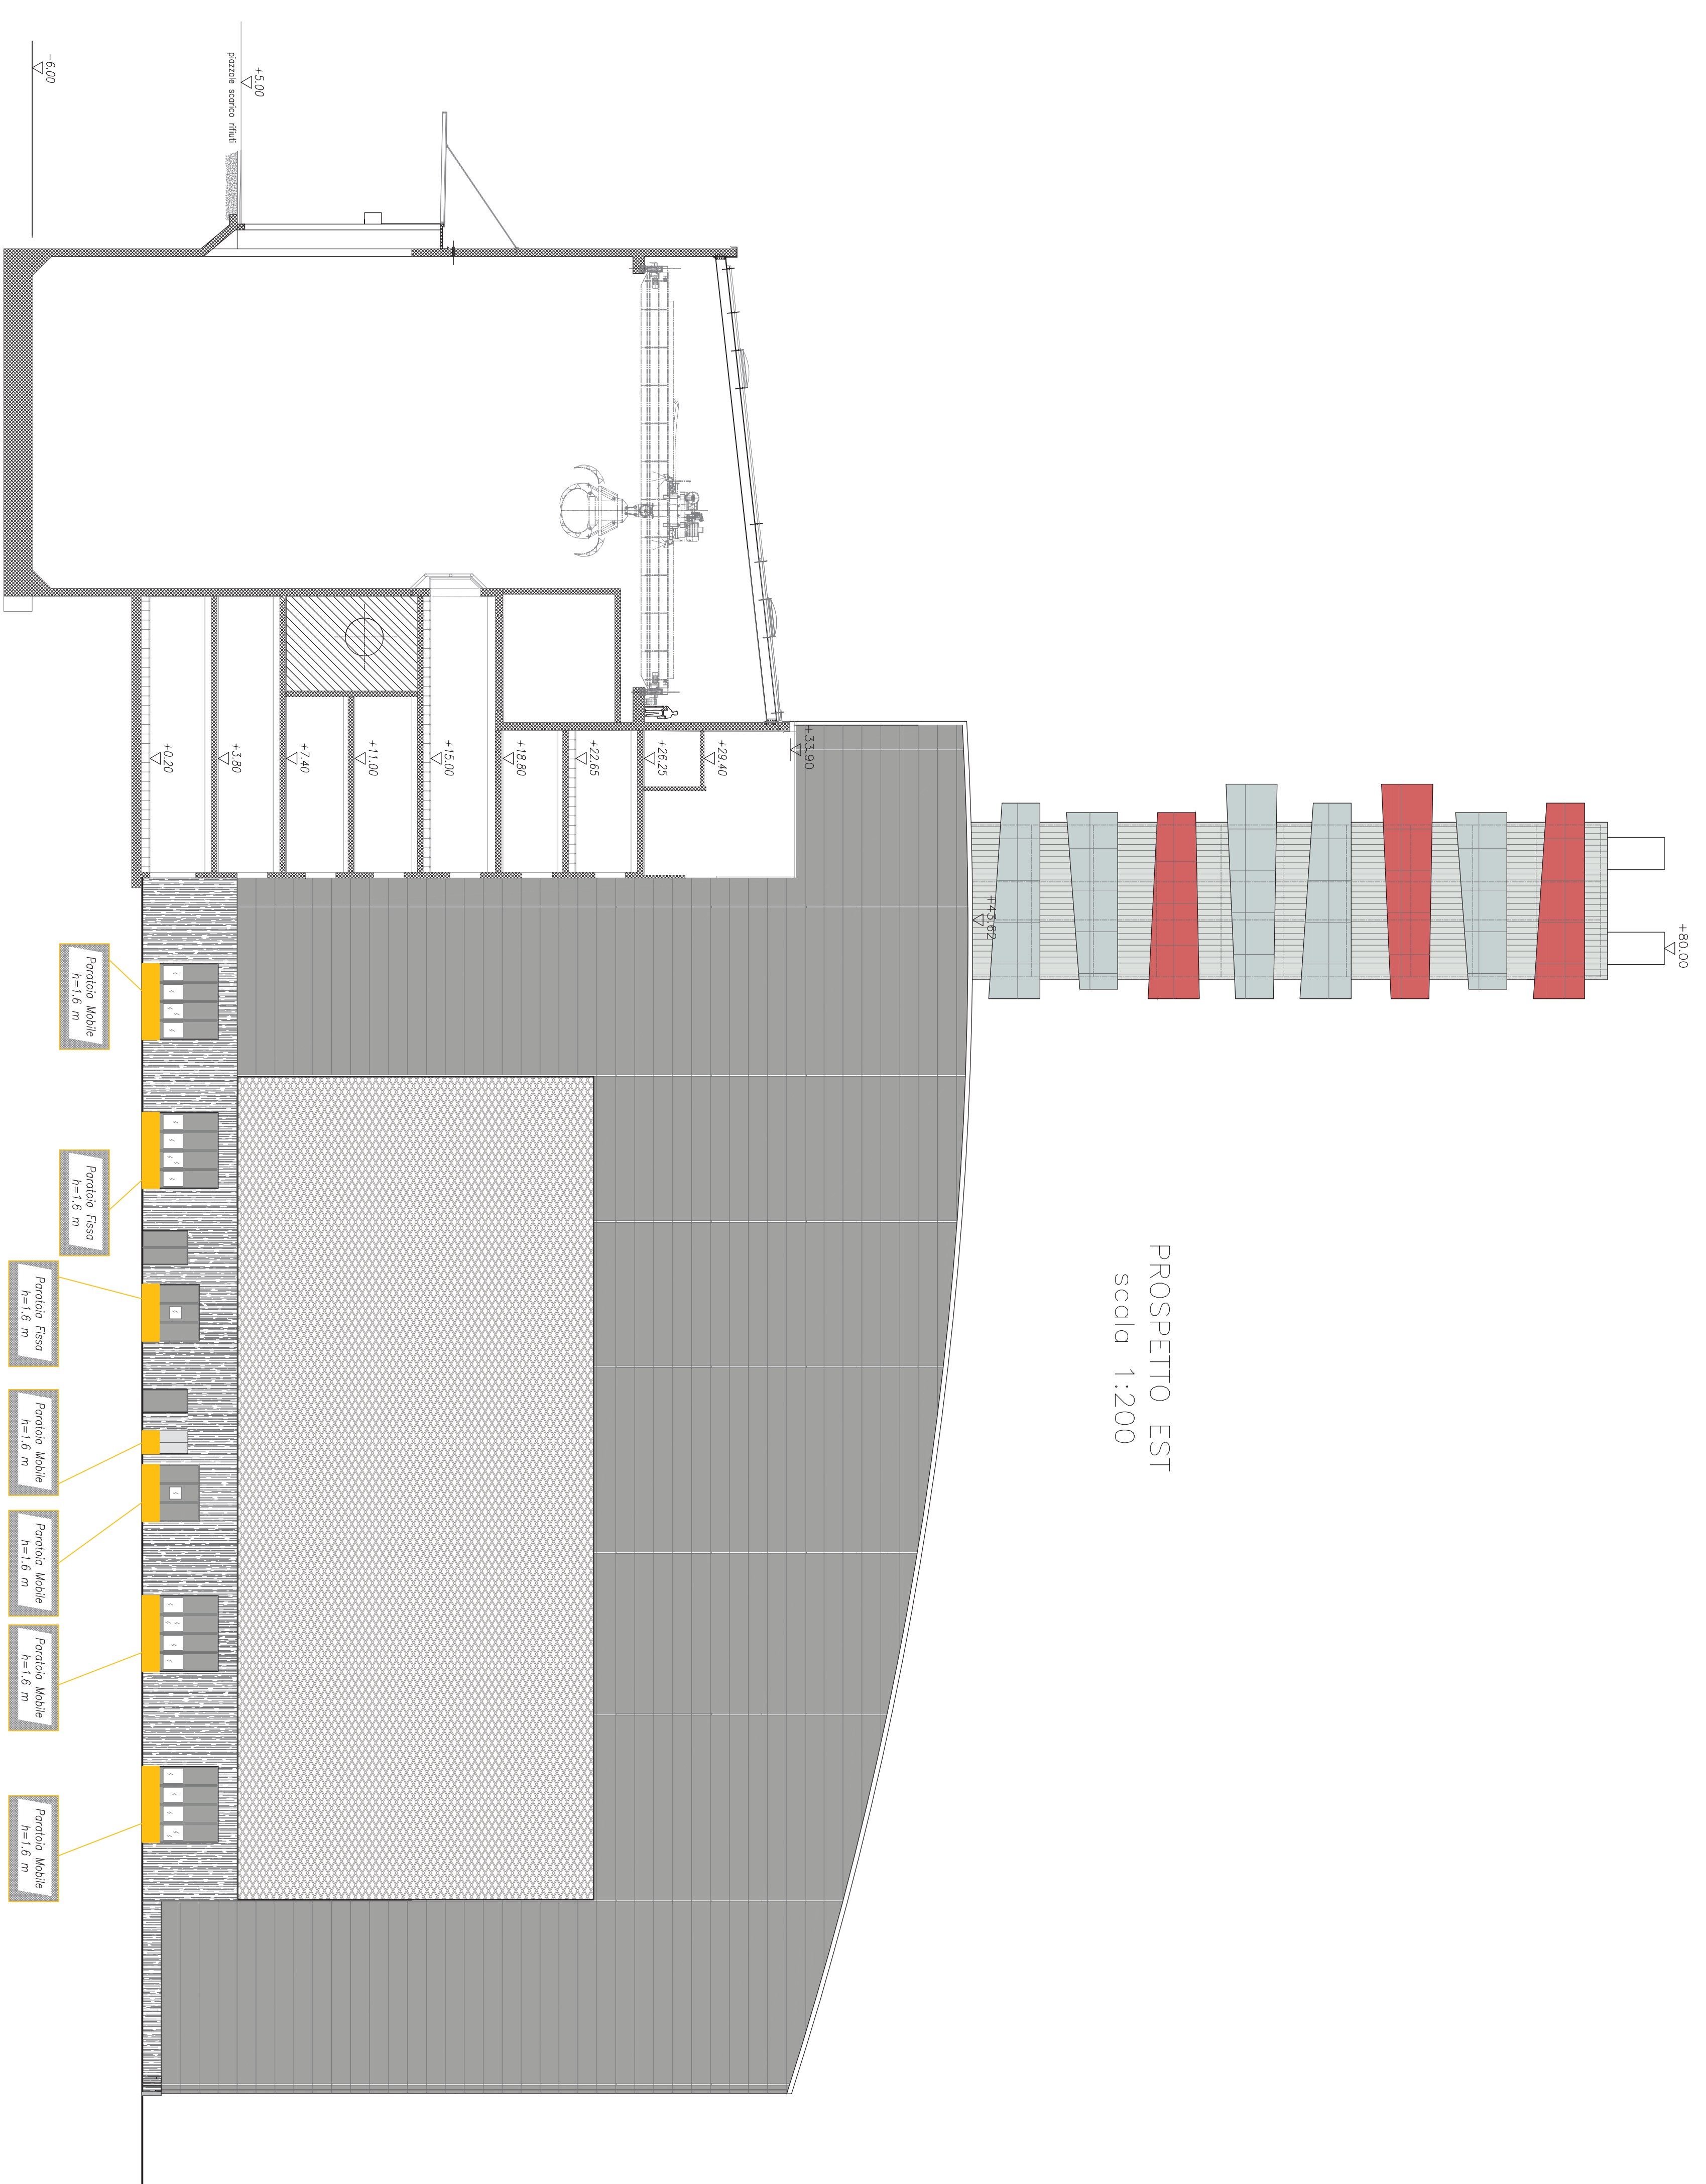 +80.00
PROSPETTO EST
scala 1:200
+43.62
+33.90
+29.40
+26.25
+22.65
+18.80
+15.00
+11.00
+7.40
+3.80
+0.20
+5.00
piazzale scarico rifiuti
-6.00
Paratoia Mobile
h=1.6 m
Paratoia Fissa
h=1.6 m
Paratoia Fissa
h=1.6 m
Paratoia Mobile
h=1.6 m
Paratoia Mobile
h=1.6 m
Paratoia Mobile
h=1.6 m
Paratoia Mobile
h=1.6 m